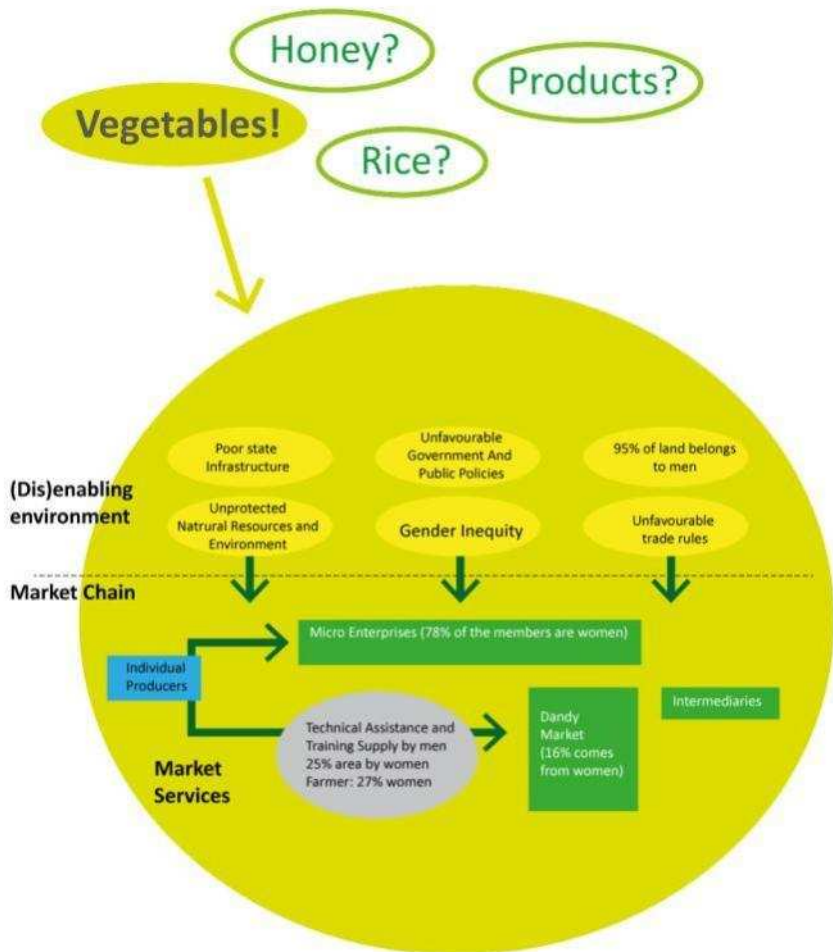 Honey?
Products?
Vegetables!
Rice?
Poor state
Infrastructure
Unfavourable
Government And
Public Policies
95% of land belongs
to men
(Dis)enabling
environment
Unprotected
Natrural Resources and
Environment
Gender Inequity
Unfavourable
trade rules
Market Chain
Micro Enterprises (78% of the members are women)
Individual
Producers
Intermediaries
Technical Assistance and
Training Supply by men
25% area by women
Farmer: 27% women
Dandy
Market
(16% comes
from women)
Market
Services